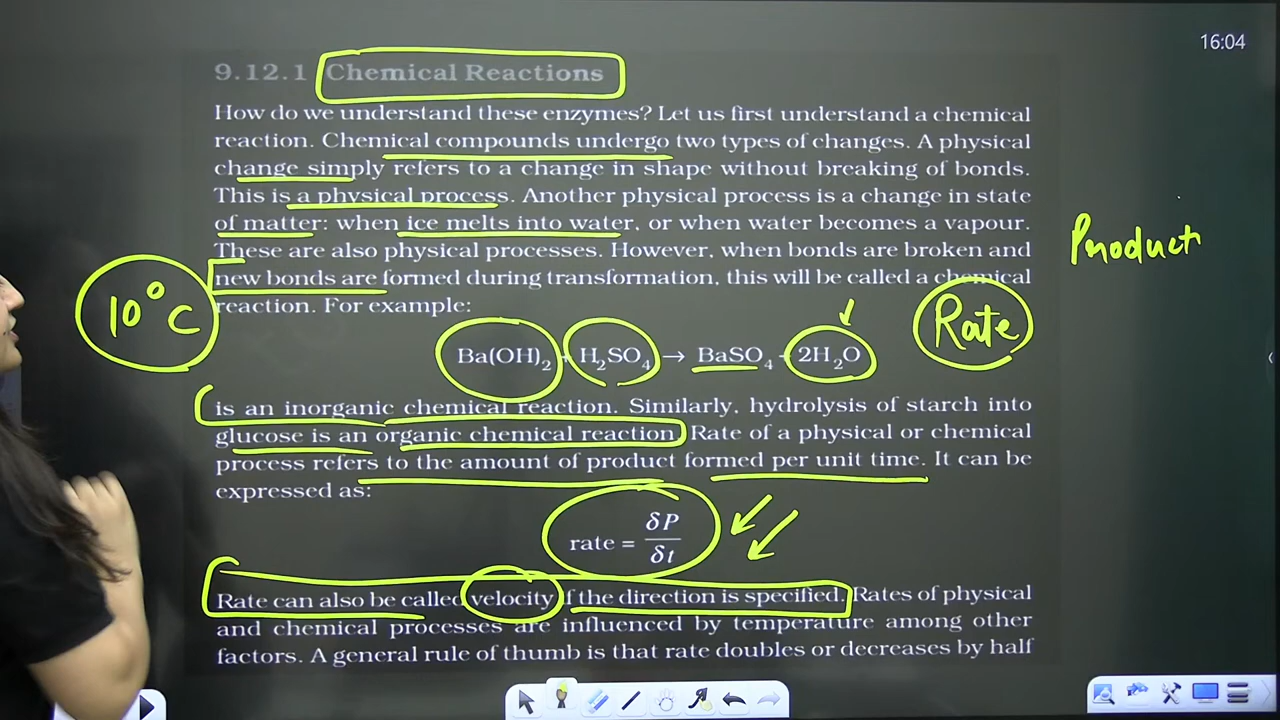 16:04
9.12.1 Chemical Reactions
How do we understand these enzymes? Let us first understand a chemical
reaction. Chemical compounds undergo two types of changes. A physical
change simply refers to a change in shape without breaking of bonds.
This is a physical process. Another physical process is a change in state
of matter: when ice melts into water, or when water becomes a vapour.
These are also physical processes. However, when bonds are broken and
new bonds are formed during transformation, this will be called a chemical
reaction. For example:
Product
10°C
Rate
Ba(OH)₂ + H₂SO₄ → BaSO₄ + 2H₂O
is an inorganic chemical reaction. Similarly, hydrolysis of starch into
glucose is an organic chemical reaction. Rate of a physical or chemical
process refers to the amount of product formed per unit time. It can be
expressed as:
rate = δP/δt
Rate can also be called velocity if the direction is specified. Rates of physical
and chemical processes are influenced by temperature among other
factors. A general rule of thumb is that rate doubles or decreases by half